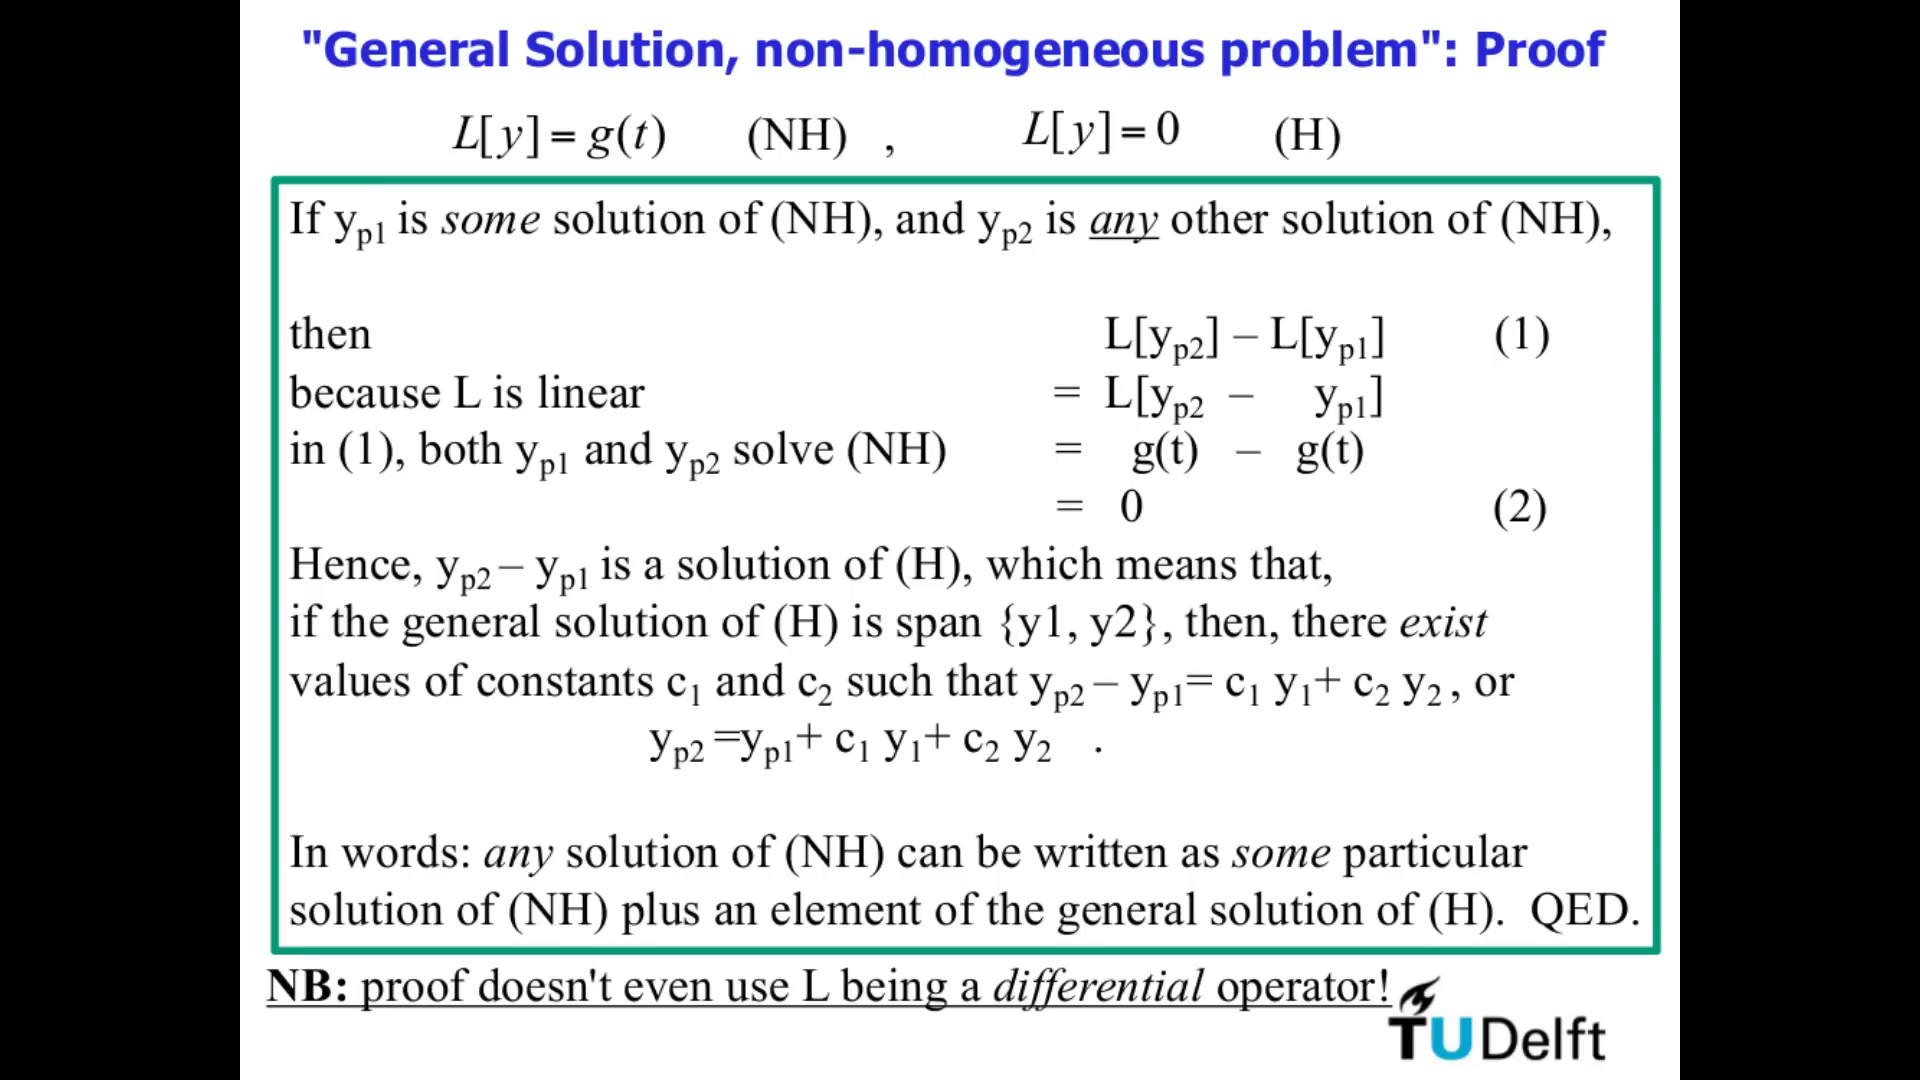 "General Solution, non-homogeneous problem": Proof
L[y] = g(t) (NH) , L[y] = 0 (H)
If yp1 is some solution of (NH), and yp2 is any other solution of (NH),
then L[yp2] – L[yp1] (1)
because L is linear = L[yp2 – yp1]
in (1), both yp1 and yp2 solve (NH) = g(t) – g(t)
= 0 (2)
Hence, yp2 – yp1 is a solution of (H), which means that,
if the general solution of (H) is span {y1, y2}, then, there exist
values of constants c1 and c2 such that yp2 – yp1= c1 y1+ c2 y2 , or
yp2 =yp1+ c1 y1+ c2 y2 .
In words: any solution of (NH) can be written as some particular
solution of (NH) plus an element of the general solution of (H). QED.
NB: proof doesn't even use L being a differential operator!
TUDelft